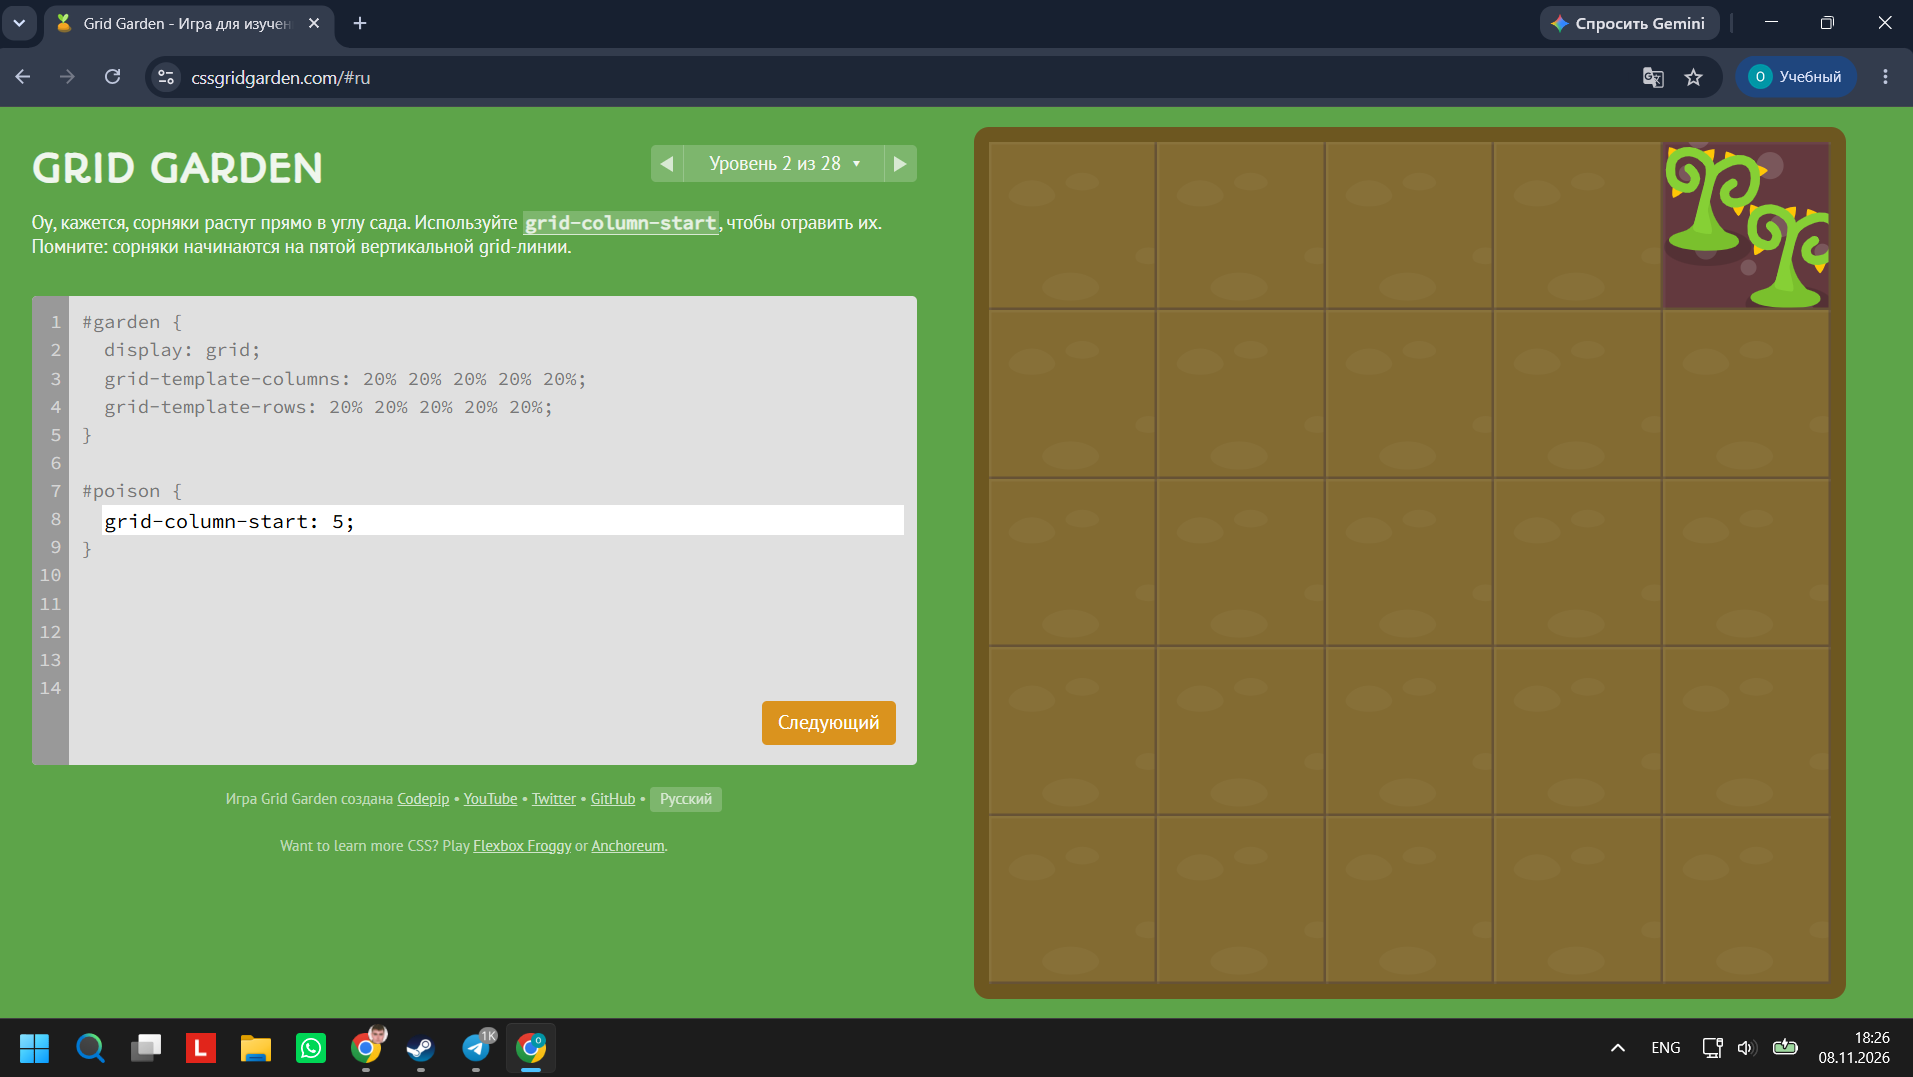 Grid Garden - Игра для изучен
Спросить Gemini
cssgridgarden.com/#ru
O Учебный
GRID GARDEN
Уровень 2 из 28
Оу, кажется, сорняки растут прямо в углу сада. Используйте grid-column-start, чтобы отравить их.
Помните: сорняки начинаются на пятой вертикальной grid-линии.
1 #garden {
2 display: grid;
3 grid-template-columns: 20% 20% 20% 20% 20%;
4 grid-template-rows: 20% 20% 20% 20% 20%;
5 }
6
7 #poison {
8 grid-column-start: 5;
9 }
10
11
12
13
14
Следующий
Игра Grid Garden создана Codepip • YouTube • Twitter • GitHub • Русский
Want to learn more CSS? Play Flexbox Froggy or Anchoreum.
L
1K
O
ENG
18:26
08.11.2026